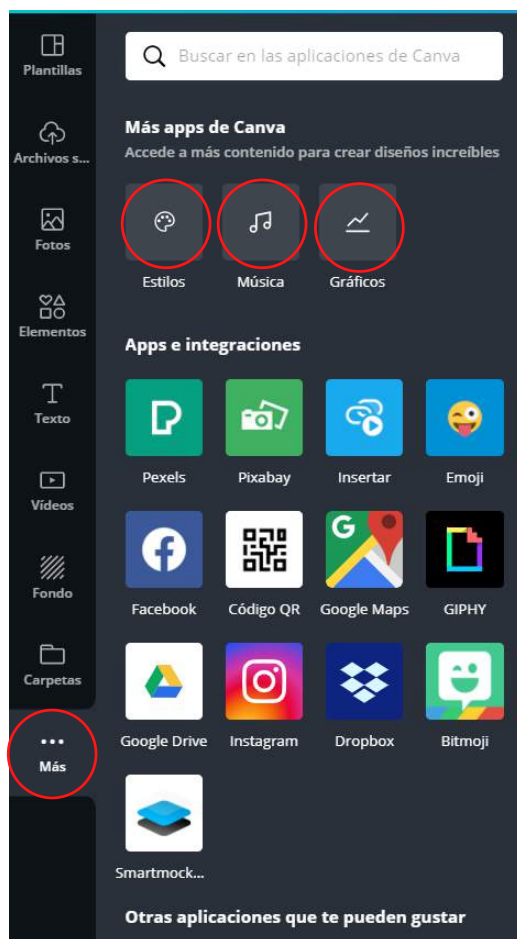 Plantillas
Archivos s...
Fotos
Elementos
Texto
Vídeos
Fondo
Carpetas
Más
Buscar en las aplicaciones de Canva
Más apps de Canva
Accede a más contenido para crear diseños increíbles
Estilos Música Gráficos
Apps e integraciones
Pexels Pixabay Insertar Emoji
G
Facebook Código QR Google Maps GIPHY
Google Drive Instagram Dropbox Bitmoji
Smartmock...
Otras aplicaciones que te pueden gustar